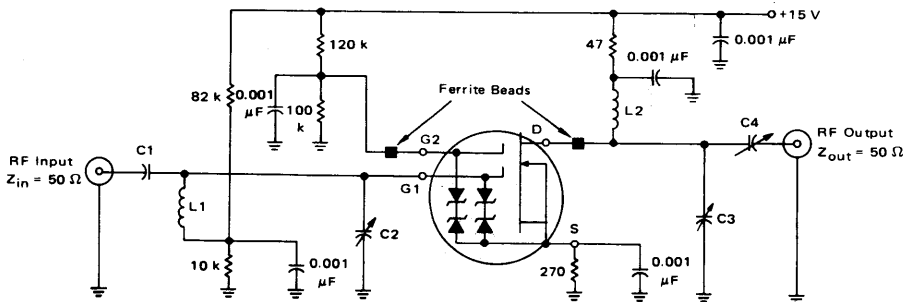 +15 V
120 k
47
0.001 μF
0.001 μF
82 k
0.001
μF
100
k
Ferrite Beads
L2
C4
RF Output
Zout = 50 Ω
RF Input
Zin = 50 Ω
C1
G2
D
G1
L1
C2
C3
S
10 k
0.001
μF
270
0.001
μF